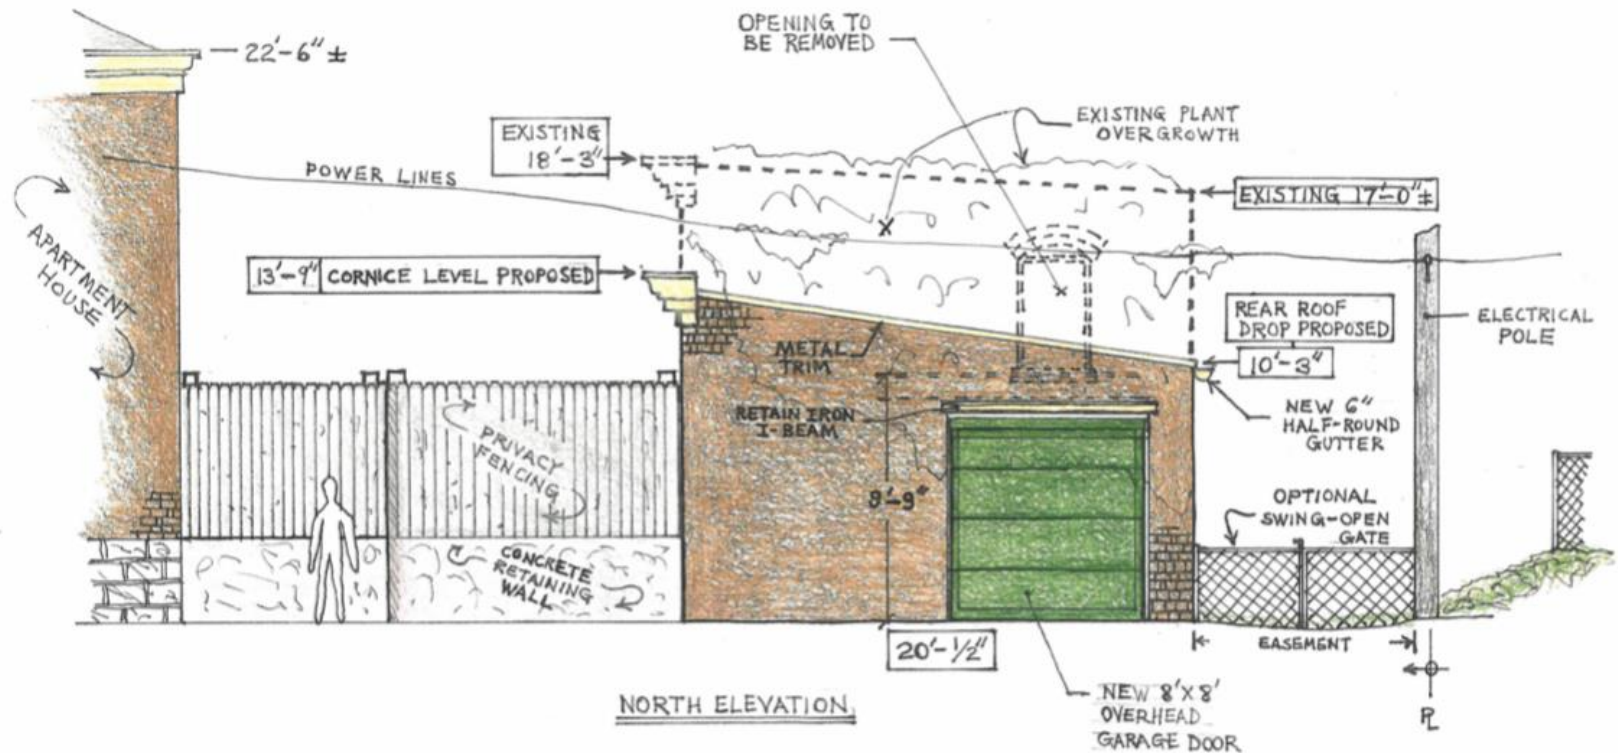 OPENING TO
BE REMOVED
22'-6" ±
EXISTING
18'-3"
EXISTING PLANT
OVERGROWTH
POWER LINES
EXISTING 17'-0" ±
APARTMENT
HOUSE
13'-9" CORNICE LEVEL PROPOSED
REAR ROOF
DROP PROPOSED
10'-3"
ELECTRICAL
POLE
METAL
TRIM
RETAIN IRON
I-BEAM
NEW 6"
HALF-ROUND
GUTTER
PRIVACY
FENCING
8'-9"
OPTIONAL
SWING-OPEN
GATE
CONCRETE
RETAINING
WALL
20'-1/2"
EASEMENT
NEW 8'X8'
OVERHEAD
GARAGE DOOR
PL
NORTH ELEVATION